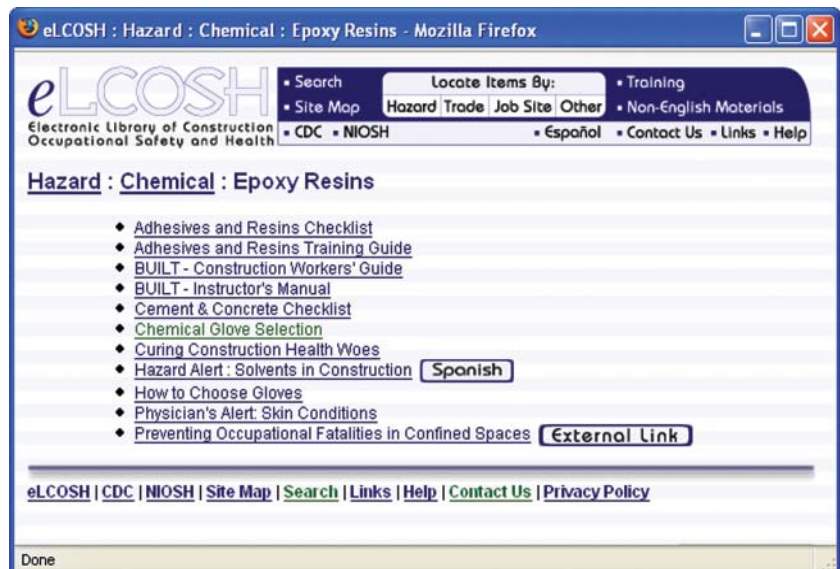 eLCOSH : Hazard : Chemical : Epoxy Resins - Mozilla Firefox
eLCOSH
Electronic Library of Construction
Occupational Safety and Health
▪ Search
▪ Site Map
▪ CDC ▪ NIOSH
Locate Items By:
Hazard Trade Job Site Other
▪ Español
▪ Training
▪ Non-English Materials
▪ Contact Us ▪ Links ▪ Help
Hazard : Chemical : Epoxy Resins
Adhesives and Resins Checklist
Adhesives and Resins Training Guide
BUILT - Construction Workers' Guide
BUILT - Instructor's Manual
Cement & Concrete Checklist
Chemical Glove Selection
Curing Construction Health Woes
Hazard Alert : Solvents in Construction Spanish
How to Choose Gloves
Physician's Alert: Skin Conditions
Preventing Occupational Fatalities in Confined Spaces External Link
eLCOSH | CDC | NIOSH | Site Map | Search | Links | Help | Contact Us | Privacy Policy
Done